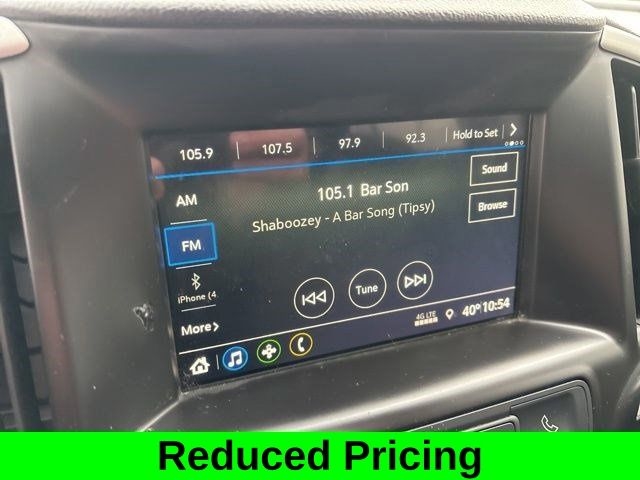 105.9 107.5 97.9 92.3 Hold to Set >
AM
105.1 Bar Son
Sound
Shaboozey - A Bar Song (Tipsy)
Browse
FM
iPhone (4
Tune
More >
4G LTE
40° 10:54
Reduced Pricing